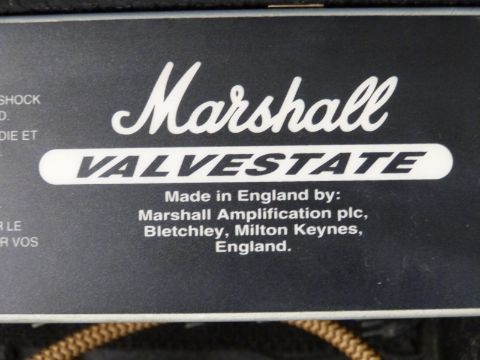 SHOCK
D.
DIE ET
R LE
R VOS
Marshall
VALVESTATE
Made in England by:
Marshall Amplification plc,
Bletchley, Milton Keynes,
England.